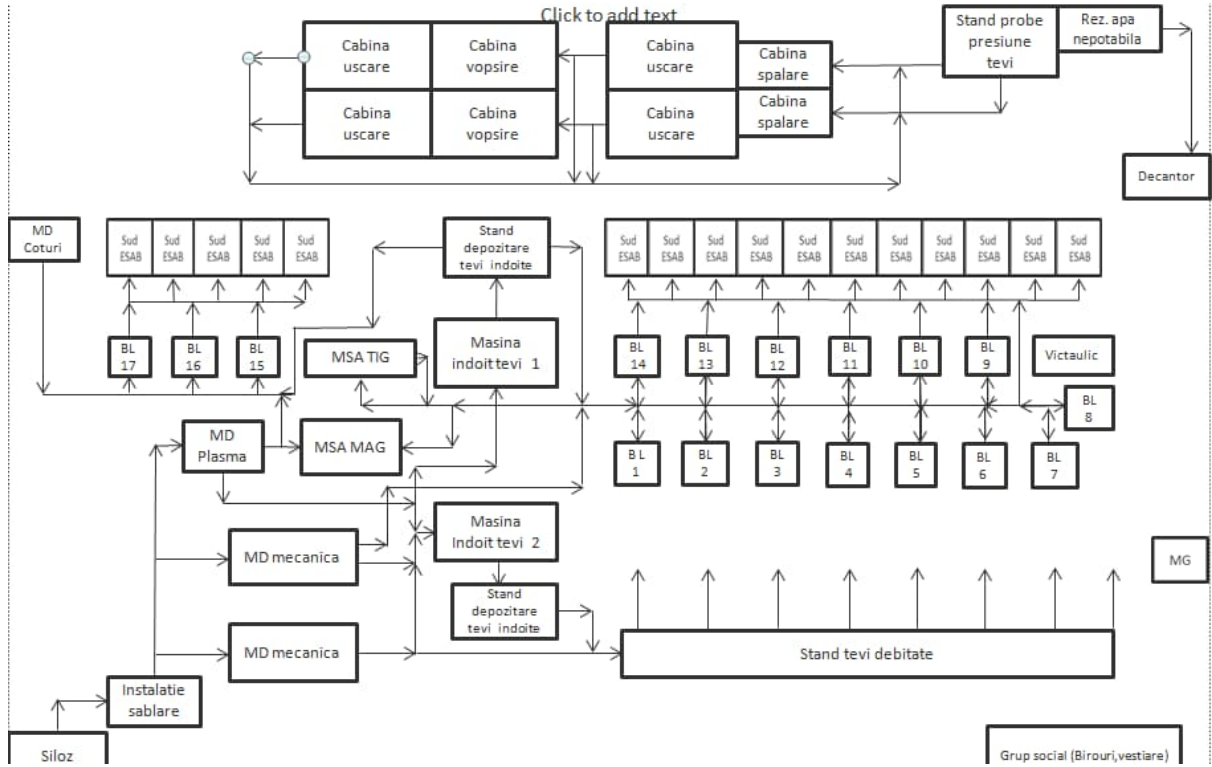 Click to add text
Cabina
uscare
Cabina
vopsire
Cabina
uscare
Cabina
spalare
Stand probe
presiune
tevi
Rez. apa
nepotabila
Cabina
uscare
Cabina
vopsire
Cabina
uscare
Cabina
spalare
Decantor
MD
Coturi
Sud
ESAB
Sud
ESAB
Sud
ESAB
Sud
ESAB
Sud
ESAB
Stand
depozitare
tevi indoite
Sud
ESAB
Sud
ESAB
Sud
ESAB
Sud
ESAB
Sud
ESAB
Sud
ESAB
Sud
ESAB
Sud
ESAB
Sud
ESAB
Sud
ESAB
Sud
ESAB
BL
17
BL
16
BL
15
MSA TIG
Masina
indoit tevi 1
BL
14
BL
13
BL
12
BL
11
BL
10
BL
9
Victaulic
BL
8
MD
Plasma
MSA MAG
B L
1
BL
2
BL
3
BL
4
BL
5
BL
6
BL
7
MD mecanica
Masina
Indoit tevi 2
MG
Stand
depozitare
tevi indoite
MD mecanica
Stand tevi debitate
Instalatie
sablare
Siloz
Grup social (Birouri,vestiare)